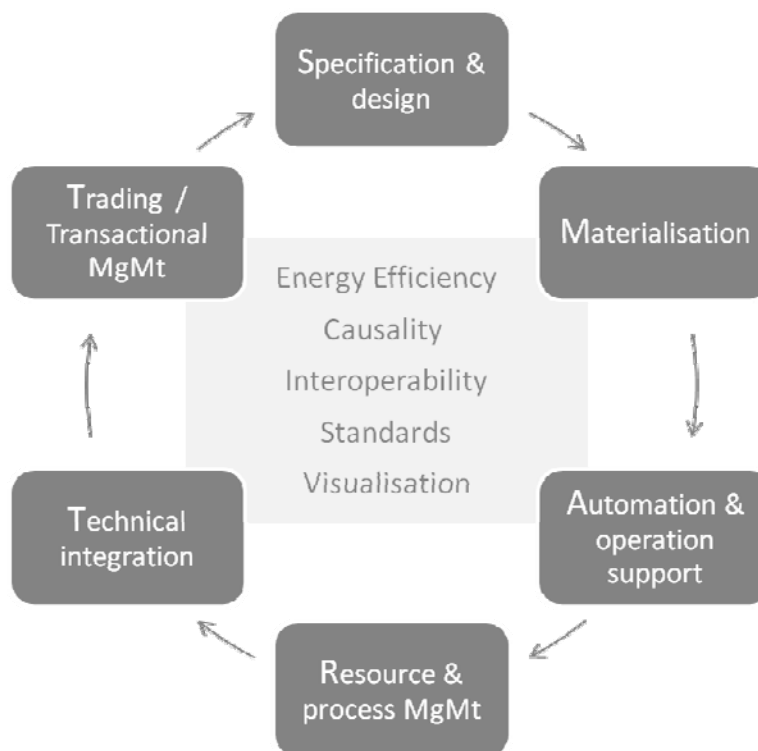 Specification &
design
Trading /
Transactional
MgMt
Materialisation
Energy Efficiency
Causality
Interoperability
Standards
Visualisation
Technical
integration
Automation &
operation
support
Resource &
process MgMt